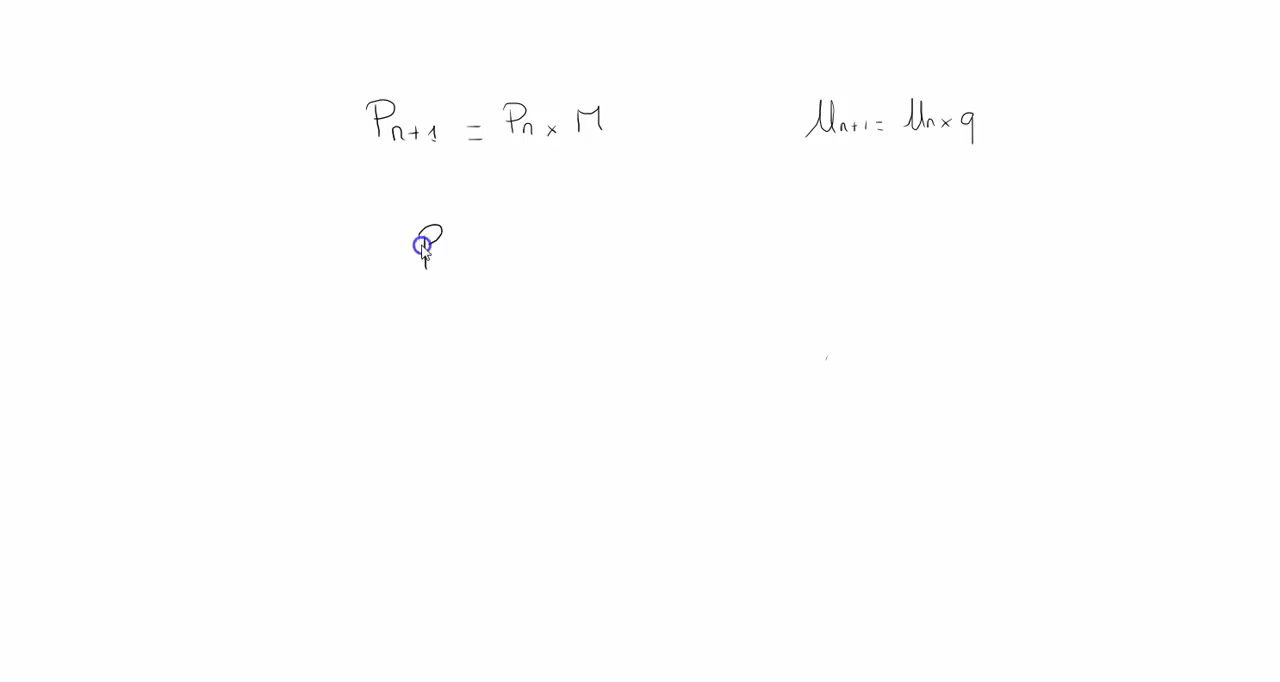 Pn+1 = Pn × M
Un+1 = Un × q
P